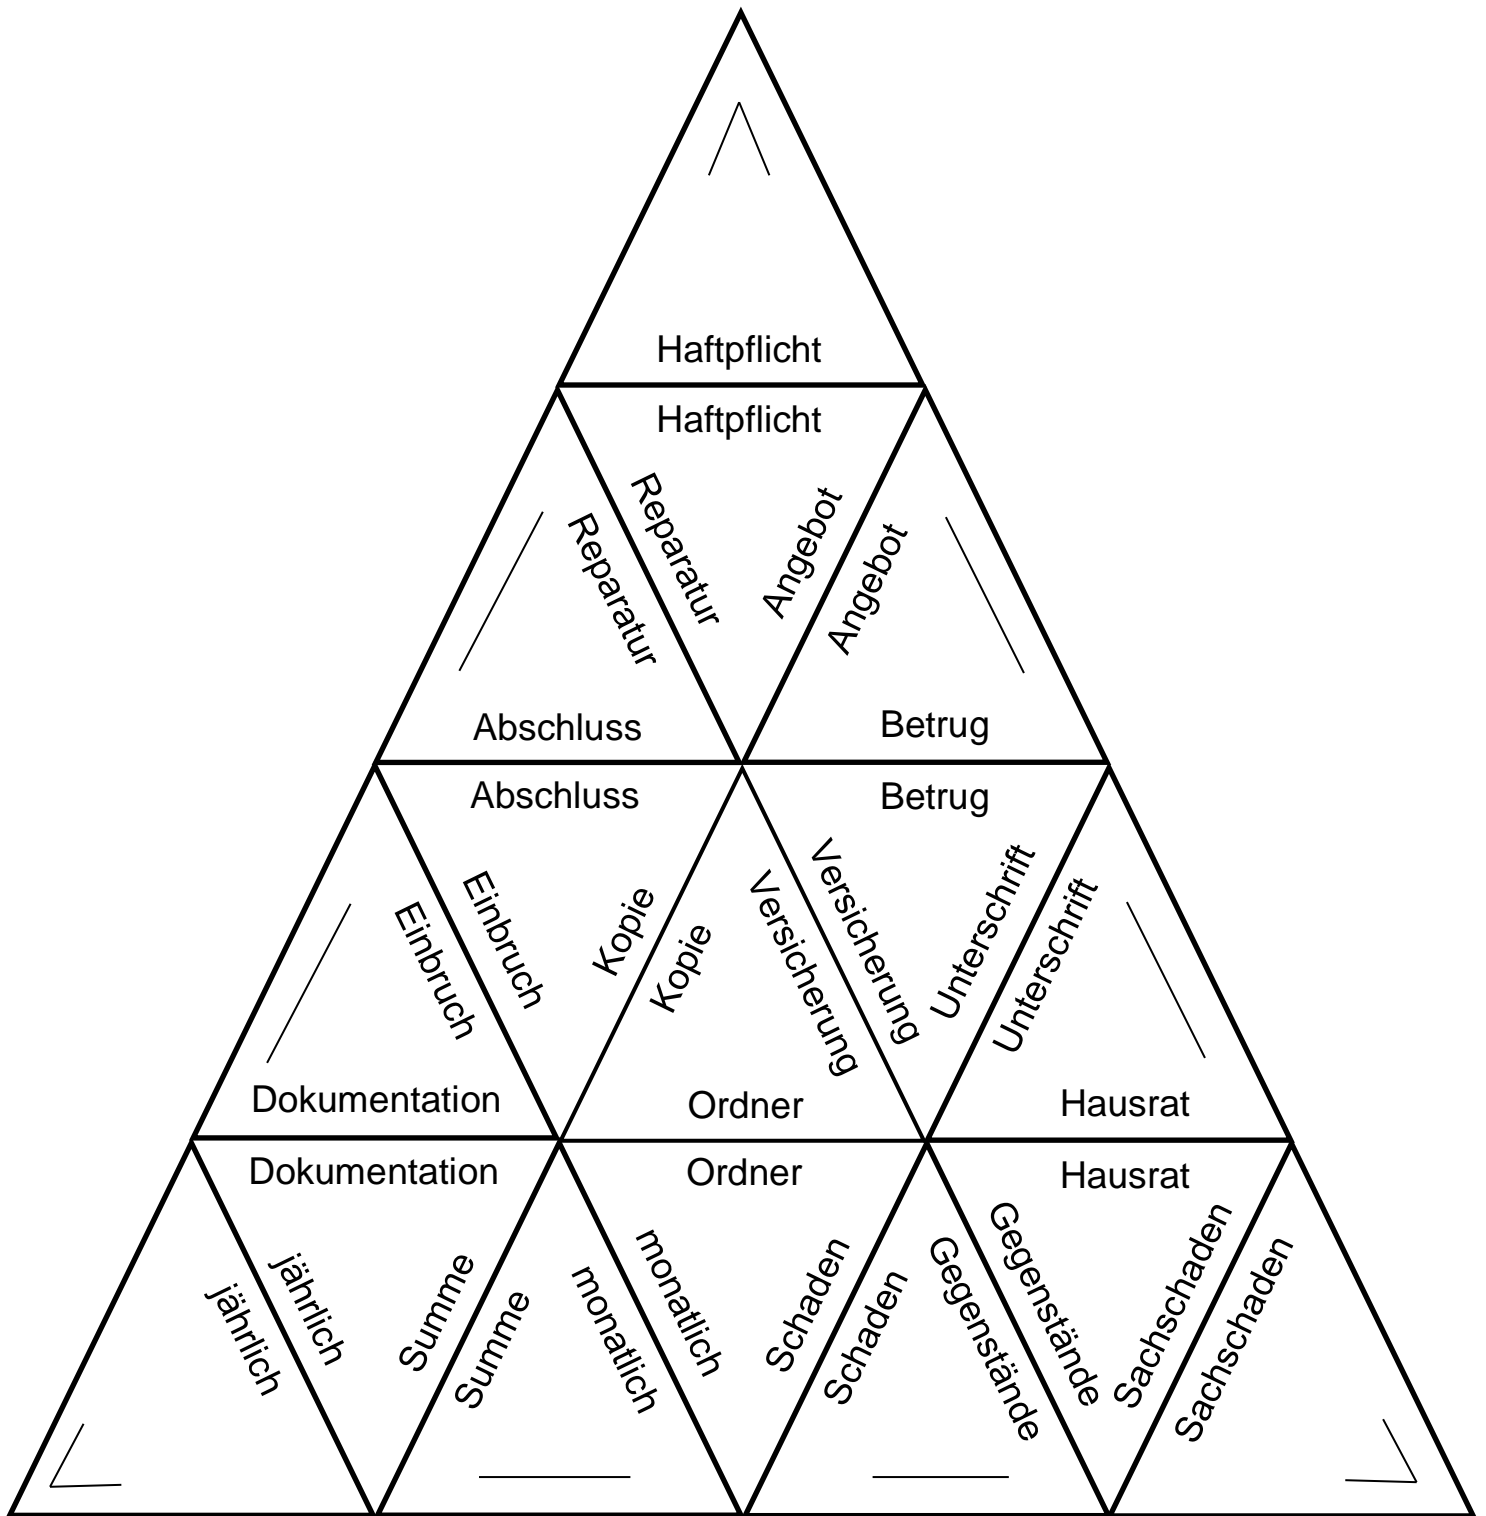 Haftpflicht
Haftpflicht
Reparatur
Reparatur
Angebot
Angebot
Abschluss
Betrug
Abschluss
Betrug
Einbruch
Einbruch
Kopie
Kopie
Versicherung
Versicherung
Unterschrift
Unterschrift
Dokumentation
Ordner
Hausrat
Dokumentation
Ordner
Hausrat
jährlich
jährlich
Summe
Summe
monatlich
monatlich
Schaden
Schaden
Gegenstände
Gegenstände
Sachschaden
Sachschaden